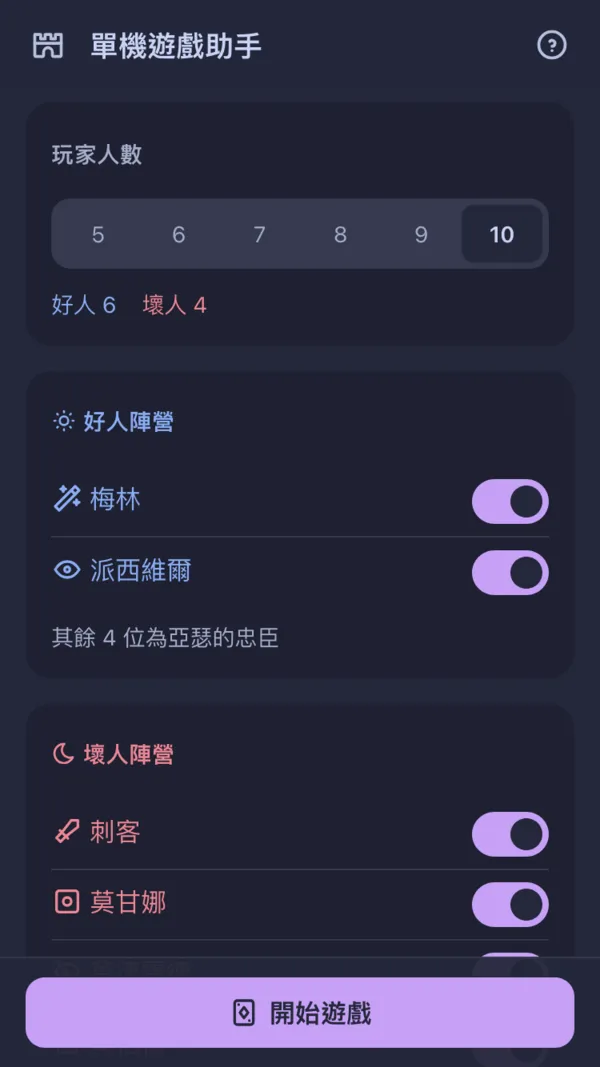 單機遊戲助手
玩家人數
5 6 7 8 9 10
好人 6 壞人 4
好人陣營
梅林
派西維爾
其餘 4 位為亞瑟的忠臣
壞人陣營
刺客
莫甘娜
開始遊戲